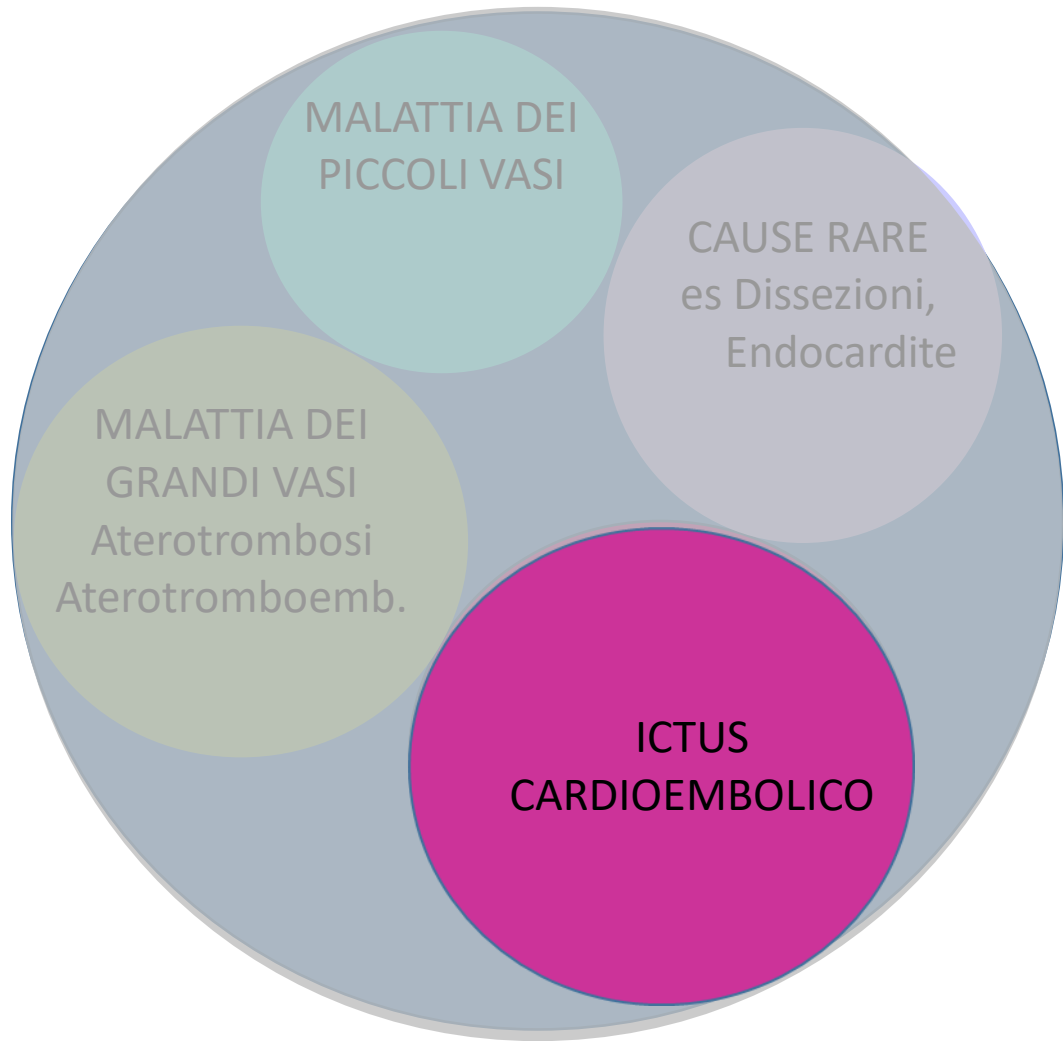 MALATTIA DEI
PICCOLI VASI
CAUSE RARE
es Dissezioni,
Endocardite
MALATTIA DEI
GRANDI VASI
Aterotrombosi
Aterotromboemb.
ICTUS
CARDIOEMBOLICO